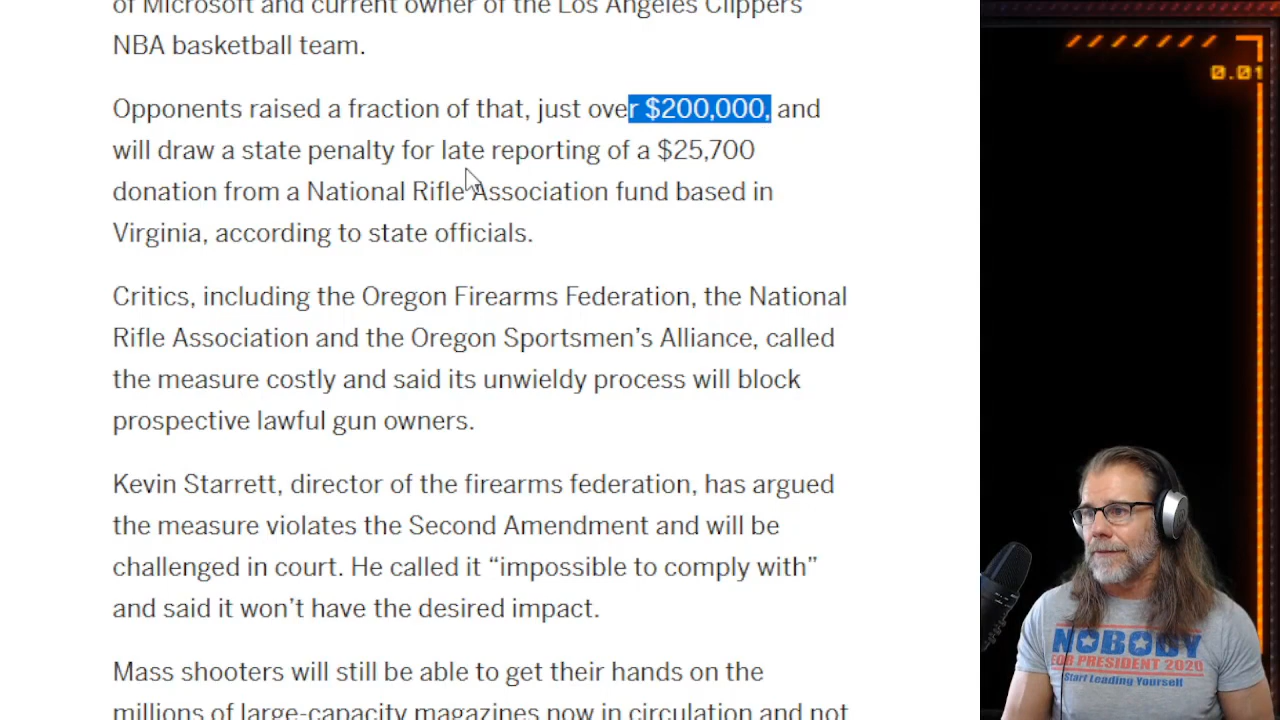 of Microsoft and current owner of the Los Angeles Clippers
NBA basketball team.
Opponents raised a fraction of that, just over $200,000, and
will draw a state penalty for late reporting of a $25,700
donation from a National Rifle Association fund based in
Virginia, according to state officials.
Critics, including the Oregon Firearms Federation, the National
Rifle Association and the Oregon Sportsmen’s Alliance, called
the measure costly and said its unwieldy process will block
prospective lawful gun owners.
Kevin Starrett, director of the firearms federation, has argued
the measure violates the Second Amendment and will be
challenged in court. He called it “impossible to comply with”
and said it won’t have the desired impact.
Mass shooters will still be able to get their hands on the
millions of large-capacity magazines now in circulation and not
0.01
NOBODY
FOR PRESIDENT 2020
Start Leading Yourself